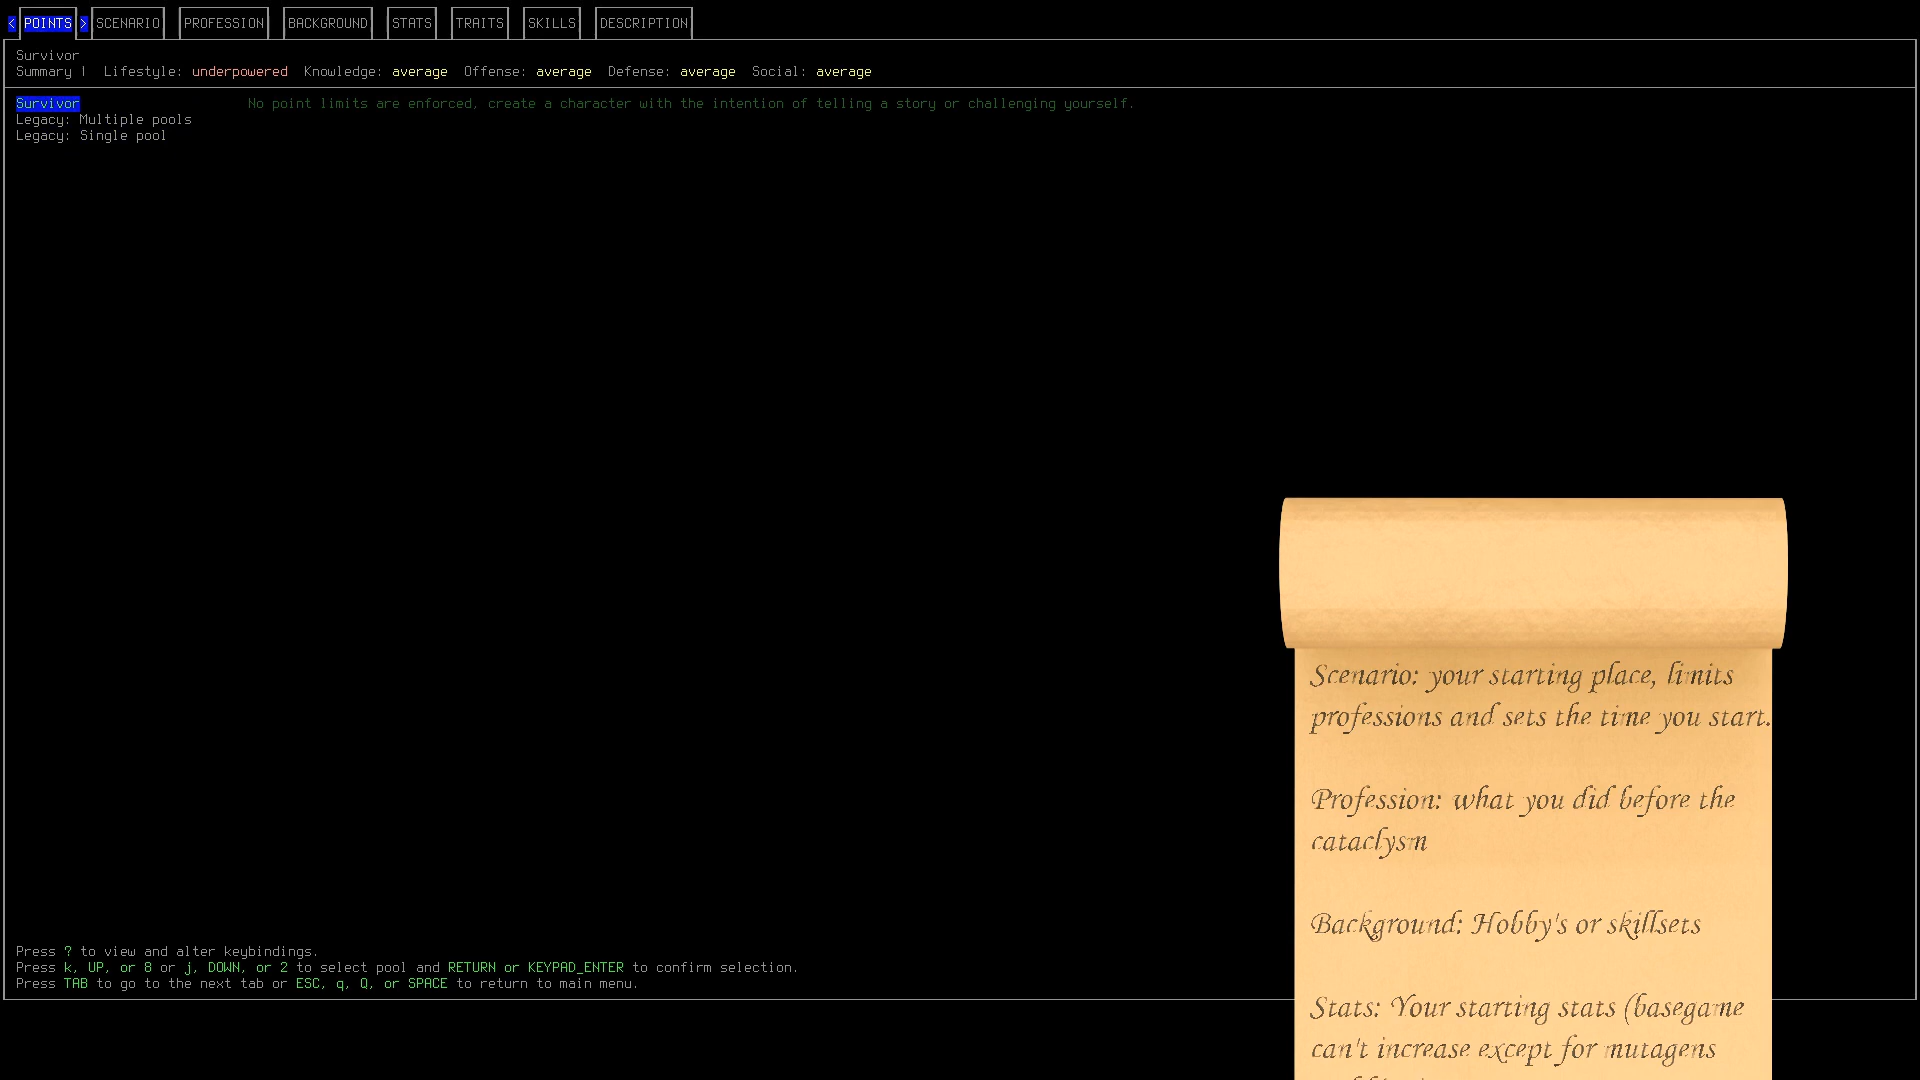 < POINTS > SCENARIO PROFESSION BACKGROUND STATS TRAITS SKILLS DESCRIPTION
Survivor
Summary | Lifestyle: underpowered Knowledge: average Offense: average Defense: average Social: average
Survivor No point limits are enforced, create a character with the intention of telling a story or challenging yourself.
Legacy: Multiple pools
Legacy: Single pool
Scenario: your starting place, limits
professions and sets the time you start.
Profession: what you did before the
cataclysm
Background: Hobby's or skillsets
Stats: Your starting stats (basegame
can't increase except for mutagens
Press ? to view and alter keybindings.
Press k, UP, or 8 or j, DOWN, or 2 to select pool and RETURN or KEYPAD_ENTER to confirm selection.
Press TAB to go to the next tab or ESC, q, Q, or SPACE to return to main menu.